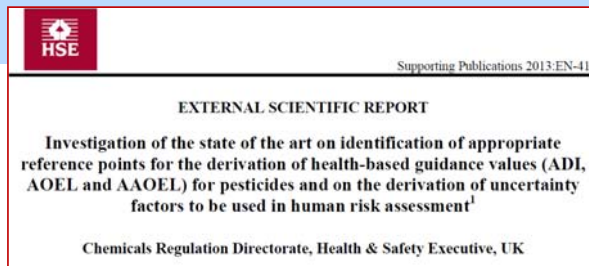 HSE
Supporting Publications 2013:EN-41
EXTERNAL SCIENTIFIC REPORT
Investigation of the state of the art on identification of appropriate
reference points for the derivation of health-based guidance values (ADI,
AOEL and AAOEL) for pesticides and on the derivation of uncertainty
factors to be used in human risk assessment¹
Chemicals Regulation Directorate, Health & Safety Executive, UK